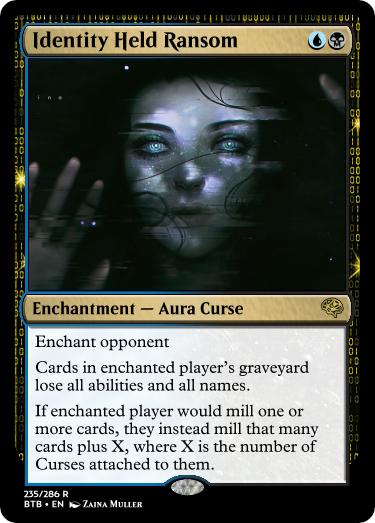 Identity Held Ransom
ino
Enchantment — Aura Curse
Enchant opponent
Cards in enchanted player's graveyard
lose all abilities and all names.
If enchanted player would mill one or
more cards, they instead mill that many
cards plus X, where X is the number of
Curses attached to them.
235/286 R
BTB • EN Zaina Muller